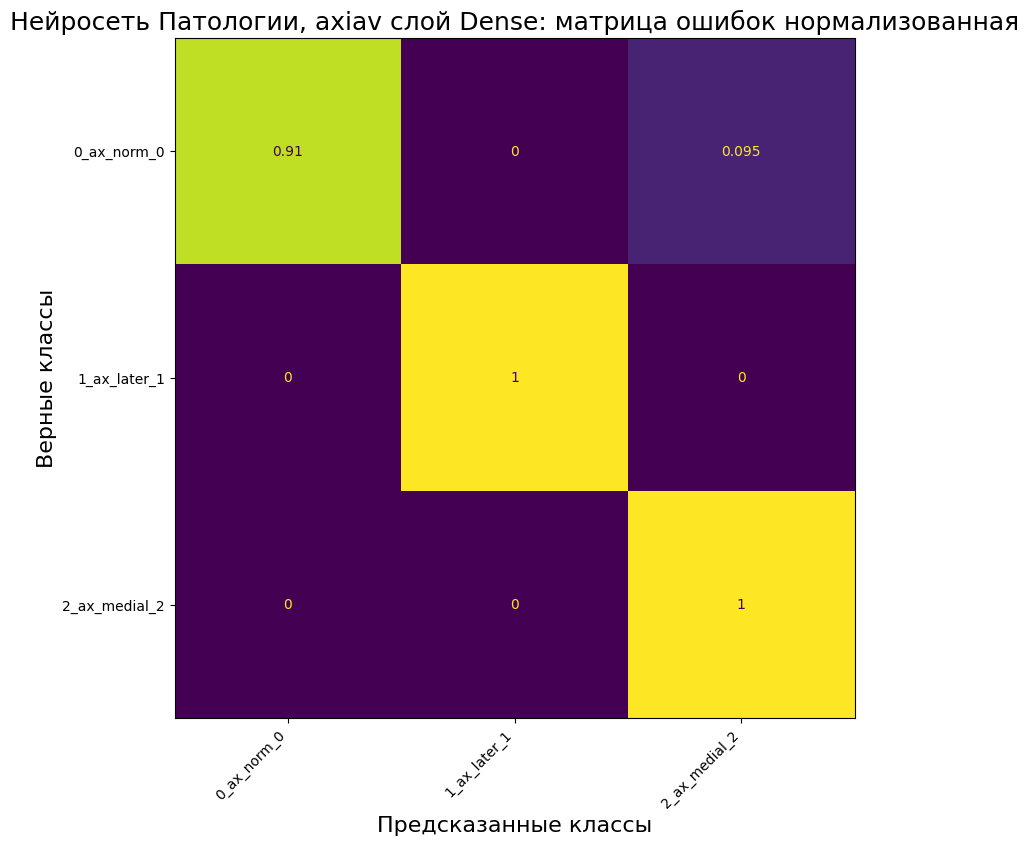 Нейросеть Патологии, axiav слой Dense: матрица ошибок нормализованная
0_ax_norm_0
0.91
0
0.095
Верные классы
1_ax_later_1
0
1
0
2_ax_medial_2
0
0
1
0_ax_norm_0
1_ax_later_1
2_ax_medial_2
Предсказанные классы